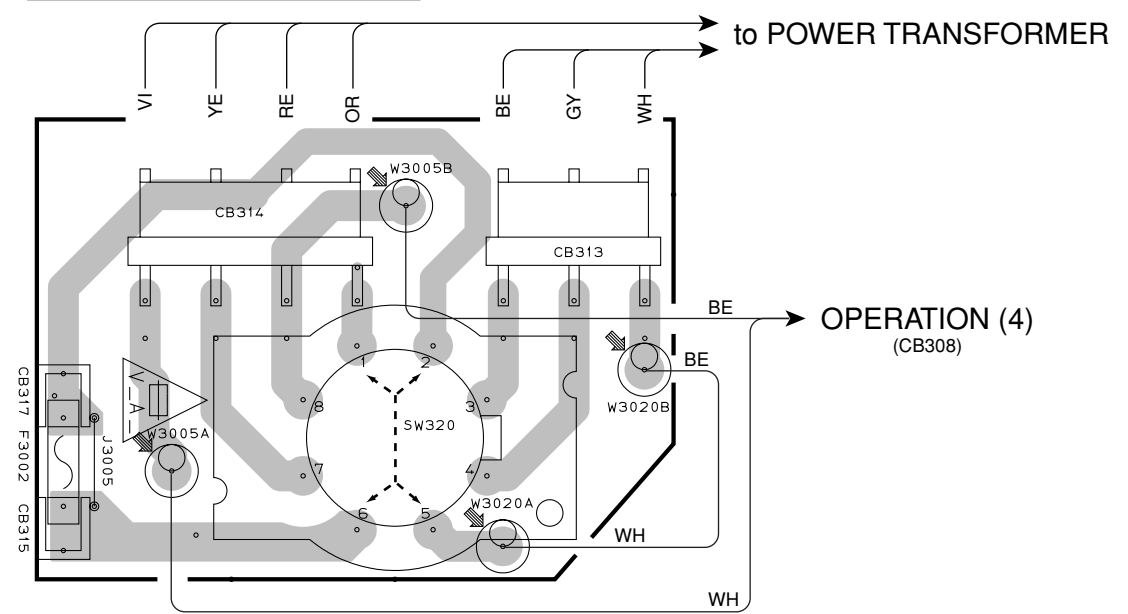 to POWER TRANSFORMER
VI
YE
RE
OR
BE
GY
WH
W3005B
CB314
CB313
BE
OPERATION (4)
(CB308)
1
2
BE
W3020B
8
3
SW320
CB317
F3002
CB315
J3005
V_A_
W3005A
7
4
6
5
W3020A
WH
WH